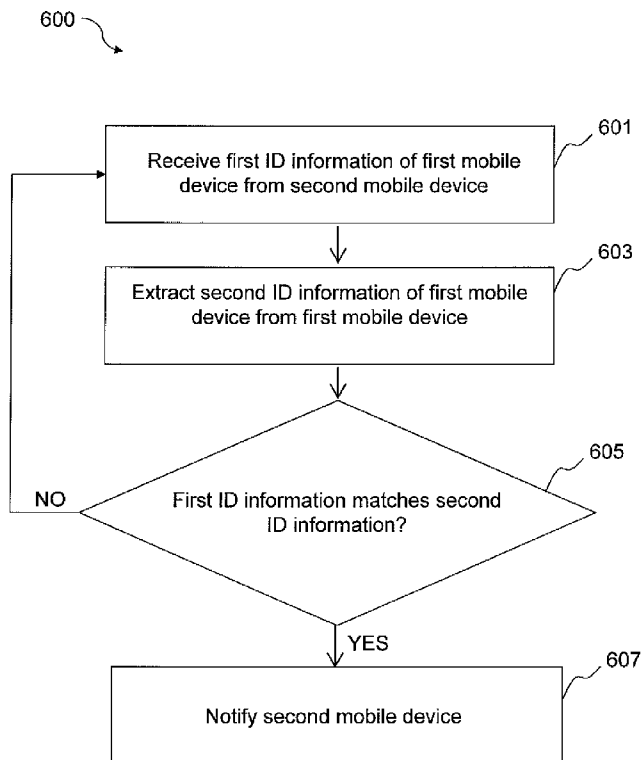 600
601
Receive first ID information of first mobile
device from second mobile device
603
Extract second ID information of first mobile
device from first mobile device
605
First ID information matches second
ID information?
NO
YES
607
Notify second mobile device